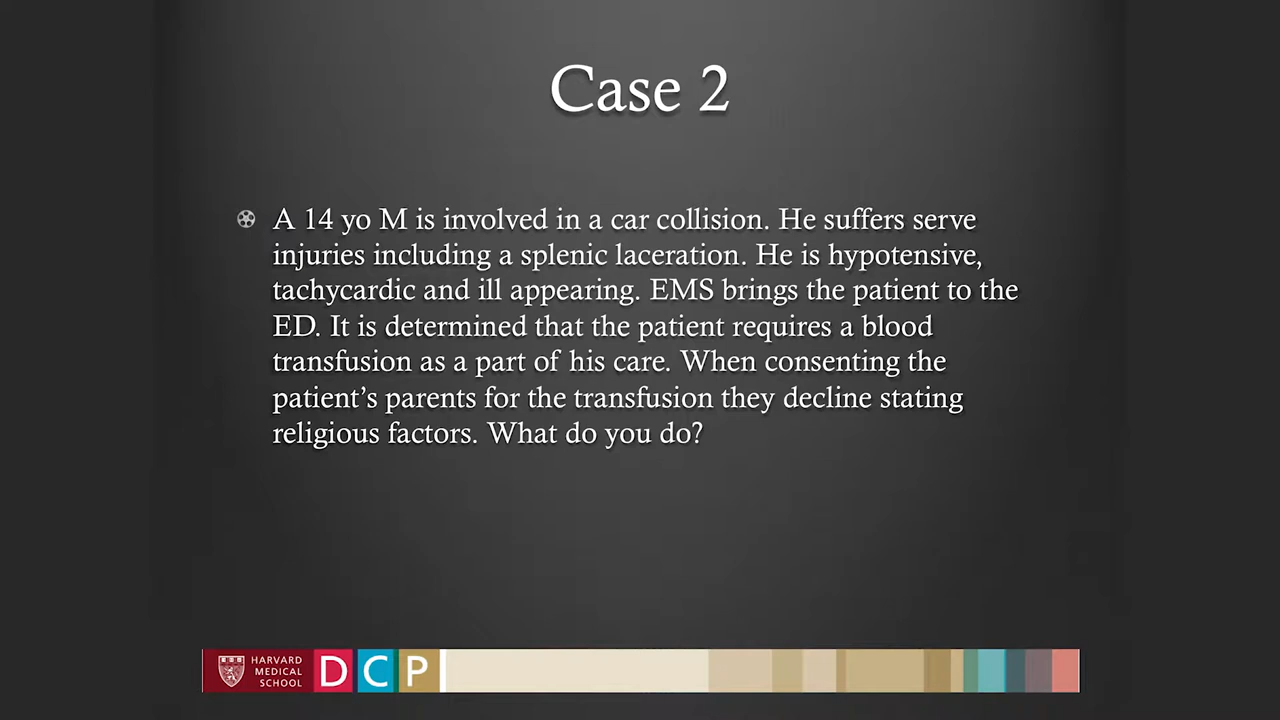 Case 2
A 14 yo M is involved in a car collision. He suffers serve
injuries including a splenic laceration. He is hypotensive,
tachycardic and ill appearing. EMS brings the patient to the
ED. It is determined that the patient requires a blood
transfusion as a part of his care. When consenting the
patient's parents for the transfusion they decline stating
religious factors. What do you do?
HARVARD
MEDICAL
SCHOOL
D C P